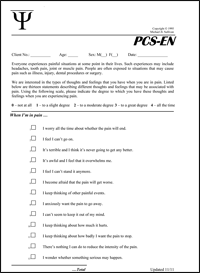 Ψ
Copyright © 1995
Michael JL Sullivan
PCS-EN
Client No.: Age: Sex: M(__) F(__) Date:
Everyone experiences painful situations at some point in their lives. Such experiences may include
headaches, tooth pain, joint or muscle pain. People are often exposed to situations that may cause
pain such as illness, injury, dental procedures or surgery.
We are interested in the types of thoughts and feelings that you have when you are in pain. Listed
below are thirteen statements describing different thoughts and feelings that may be associated with
pain. Using the following scale, please indicate the degree to which you have these thoughts and
feelings when you are experiencing pain.
0 - not at all 1 - to a slight degree 2 - to a moderate degree 3 - to a great degree 4 - all the time
When I'm in pain ...
I worry all the time about whether the pain will end.
I feel I can't go on.
It's terrible and I think it's never going to get any better.
It's awful and I feel that it overwhelms me.
I feel I can't stand it anymore.
I become afraid that the pain will get worse.
I keep thinking of other painful events.
I anxiously want the pain to go away.
I can't seem to keep it out of my mind.
I keep thinking about how much it hurts.
I keep thinking about how badly I want the pain to stop.
There's nothing I can do to reduce the intensity of the pain.
I wonder whether something serious may happen.
...Total